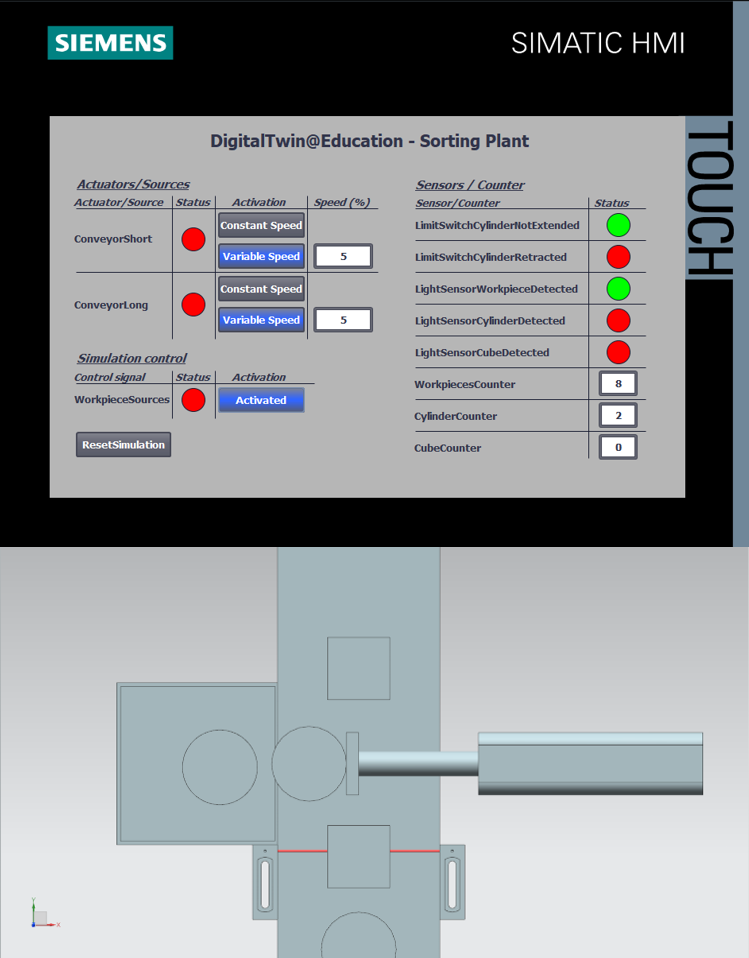 SIEMENS
SIMATIC HMI
TOUCH
DigitalTwin@Education - Sorting Plant
Actuators/Sources
Actuator/Source Status Activation Speed (%)
ConveyorShort
Constant Speed
Variable Speed 5
ConveyorLong
Constant Speed
Variable Speed 5
Simulation control
Control signal Status Activation
WorkpieceSources Activated
ResetSimulation
Sensors / Counter
Sensor/Counter Status
LimitSwitchCylinderNotExtended
LimitSwitchCylinderRetracted
LightSensorWorkpieceDetected
LightSensorCylinderDetected
LightSensorCubeDetected
WorkpiecesCounter 8
CylinderCounter 2
CubeCounter 0
Y
X